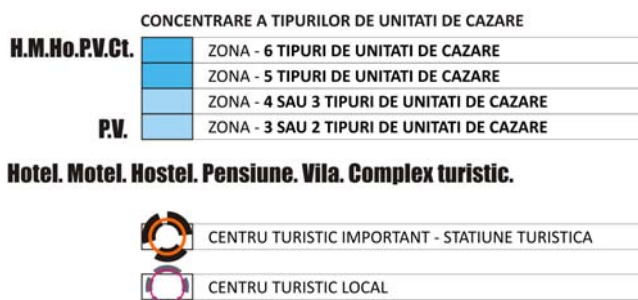 CONCENTRARE A TIPURILOR DE UNITATI DE CAZARE
H.M.Ho.P.V.Ct. ZONA - 6 TIPURI DE UNITATI DE CAZARE
ZONA - 5 TIPURI DE UNITATI DE CAZARE
ZONA - 4 SAU 3 TIPURI DE UNITATI DE CAZARE
P.V. ZONA - 3 SAU 2 TIPURI DE UNITATI DE CAZARE
Hotel. Motel. Hostel. Pensiune. Vila. Complex turistic.
CENTRU TURISTIC IMPORTANT - STATIUNE TURISTICA
CENTRU TURISTIC LOCAL